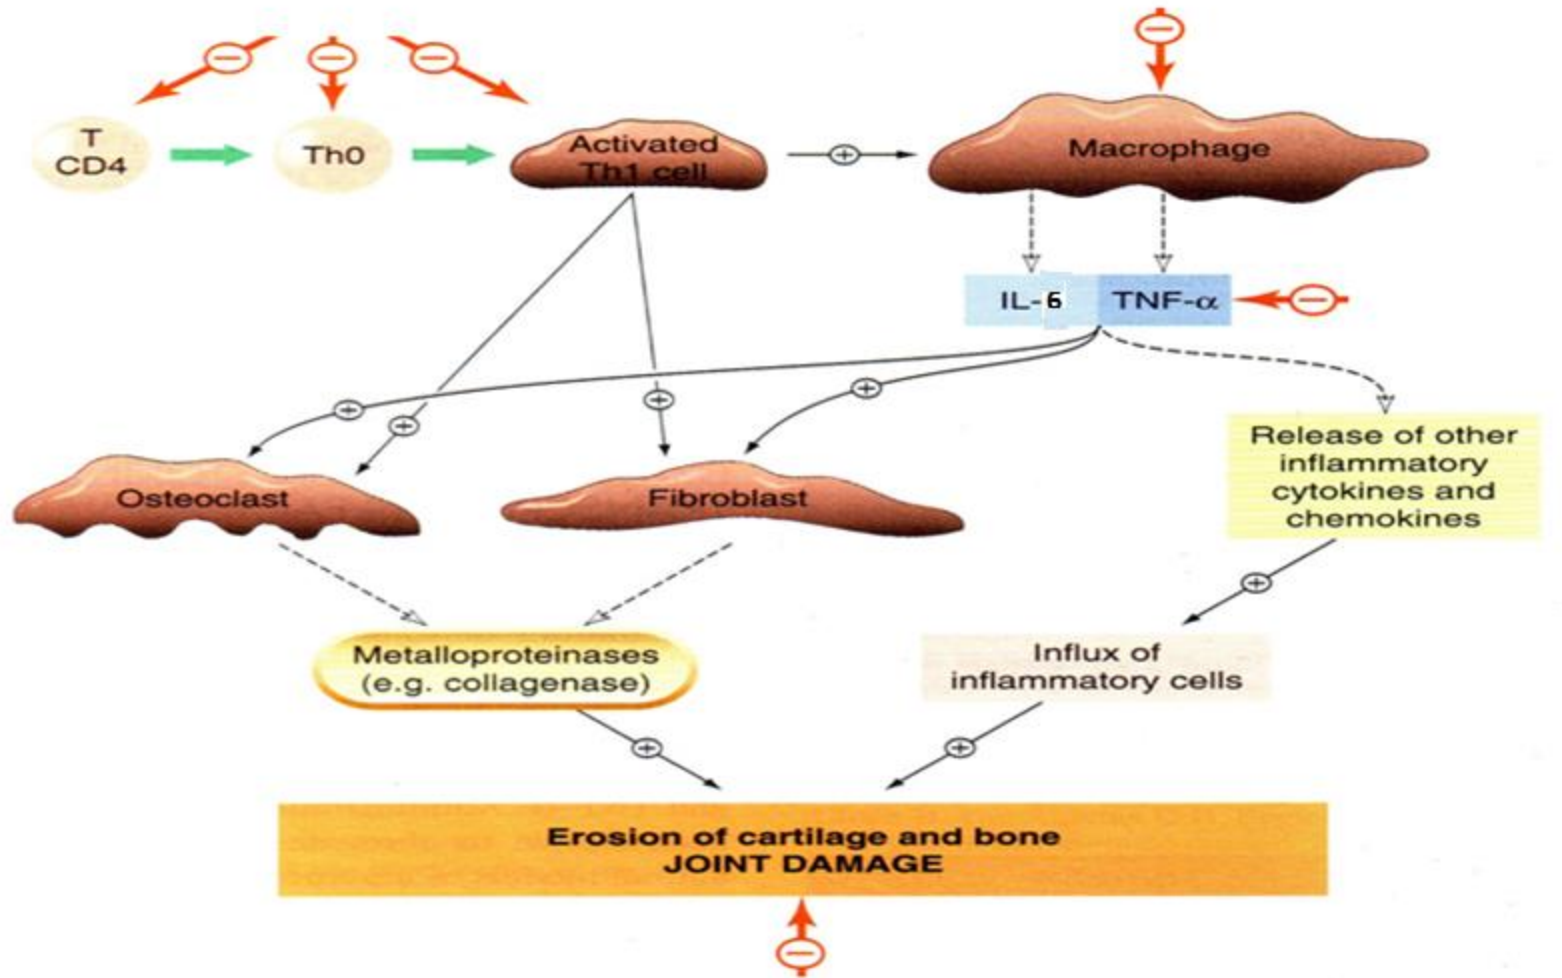 T
CD4
Th0
Activated
Th1 cell
Macrophage
IL-6
TNF-α
Release of other
inflammatory
cytokines and
chemokines
Osteoclast
Fibroblast
Metalloproteinases
(e.g. collagenase)
Influx of
inflammatory cells
Erosion of cartilage and bone
JOINT DAMAGE